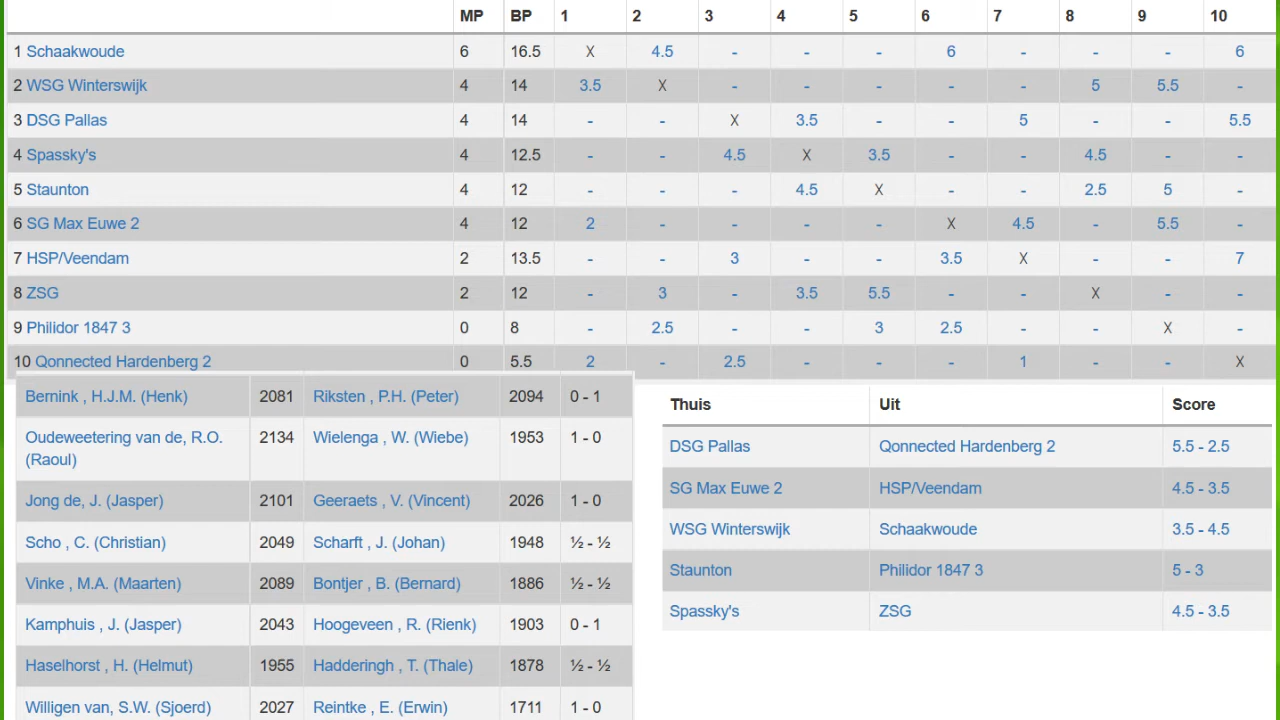 MP BP 1 2 3 4 5 6 7 8 9 10
1 Schaakwoude 6 16.5 X 4.5 - - - 6 - - - 6
2 WSG Winterswijk 4 14 3.5 X - - - - - 5 5.5 -
3 DSG Pallas 4 14 - - X 3.5 - - 5 - - 5.5
4 Spassky's 4 12.5 - - 4.5 X 3.5 - - 4.5 - -
5 Staunton 4 12 - - - 4.5 X - - 2.5 5 -
6 SG Max Euwe 2 4 12 2 - - - - X 4.5 - 5.5 -
7 HSP/Veendam 2 13.5 - - 3 - - 3.5 X - - 7
8 ZSG 2 12 - 3 - 3.5 5.5 - - X - -
9 Philidor 1847 3 0 8 - 2.5 - - 3 2.5 - - X -
10 Qonnected Hardenberg 2 0 5.5 2 - 2.5 - - - 1 - - X
Bernink , H.J.M. (Henk) 2081 Riksten , P.H. (Peter) 2094 0 - 1
Oudeweetering van de, R.O. 2134 Wielenga , W. (Wiebe) 1953 1 - 0
(Raoul)
Jong de, J. (Jasper) 2101 Geeraets , V. (Vincent) 2026 1 - 0
Scho , C. (Christian) 2049 Scharft , J. (Johan) 1948 ½ - ½
Vinke , M.A. (Maarten) 2089 Bontjer , B. (Bernard) 1886 ½ - ½
Kamphuis , J. (Jasper) 2043 Hoogeveen , R. (Rienk) 1903 0 - 1
Haselhorst , H. (Helmut) 1955 Hadderingh , T. (Thale) 1878 ½ - ½
Willigen van, S.W. (Sjoerd) 2027 Reintke , E. (Erwin) 1711 1 - 0
Thuis Uit Score
DSG Pallas Qonnected Hardenberg 2 5.5 - 2.5
SG Max Euwe 2 HSP/Veendam 4.5 - 3.5
WSG Winterswijk Schaakwoude 3.5 - 4.5
Staunton Philidor 1847 3 5 - 3
Spassky's ZSG 4.5 - 3.5